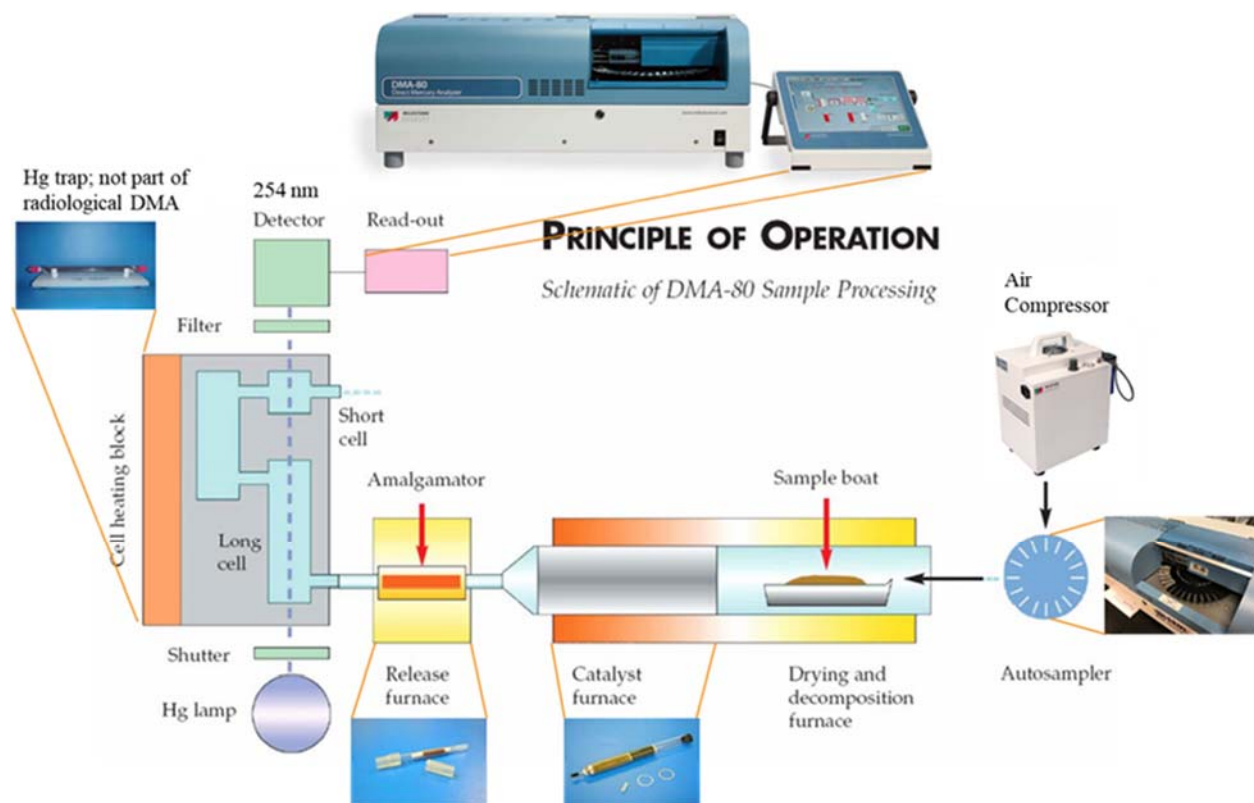 DMA-80
Direct Mercury Analyzer
MILESTONE
Hg trap; not part of
radiological DMA
254 nm
Detector
Read-out
PRINCIPLE OF OPERATION
Schematic of DMA-80 Sample Processing
Air
Compressor
Filter
Short
cell
Cell heating block
Amalgamator
Sample boat
Long
cell
Shutter
Hg lamp
Release
furnace
Catalyst
furnace
Drying and
decomposition
furnace
Autosampler